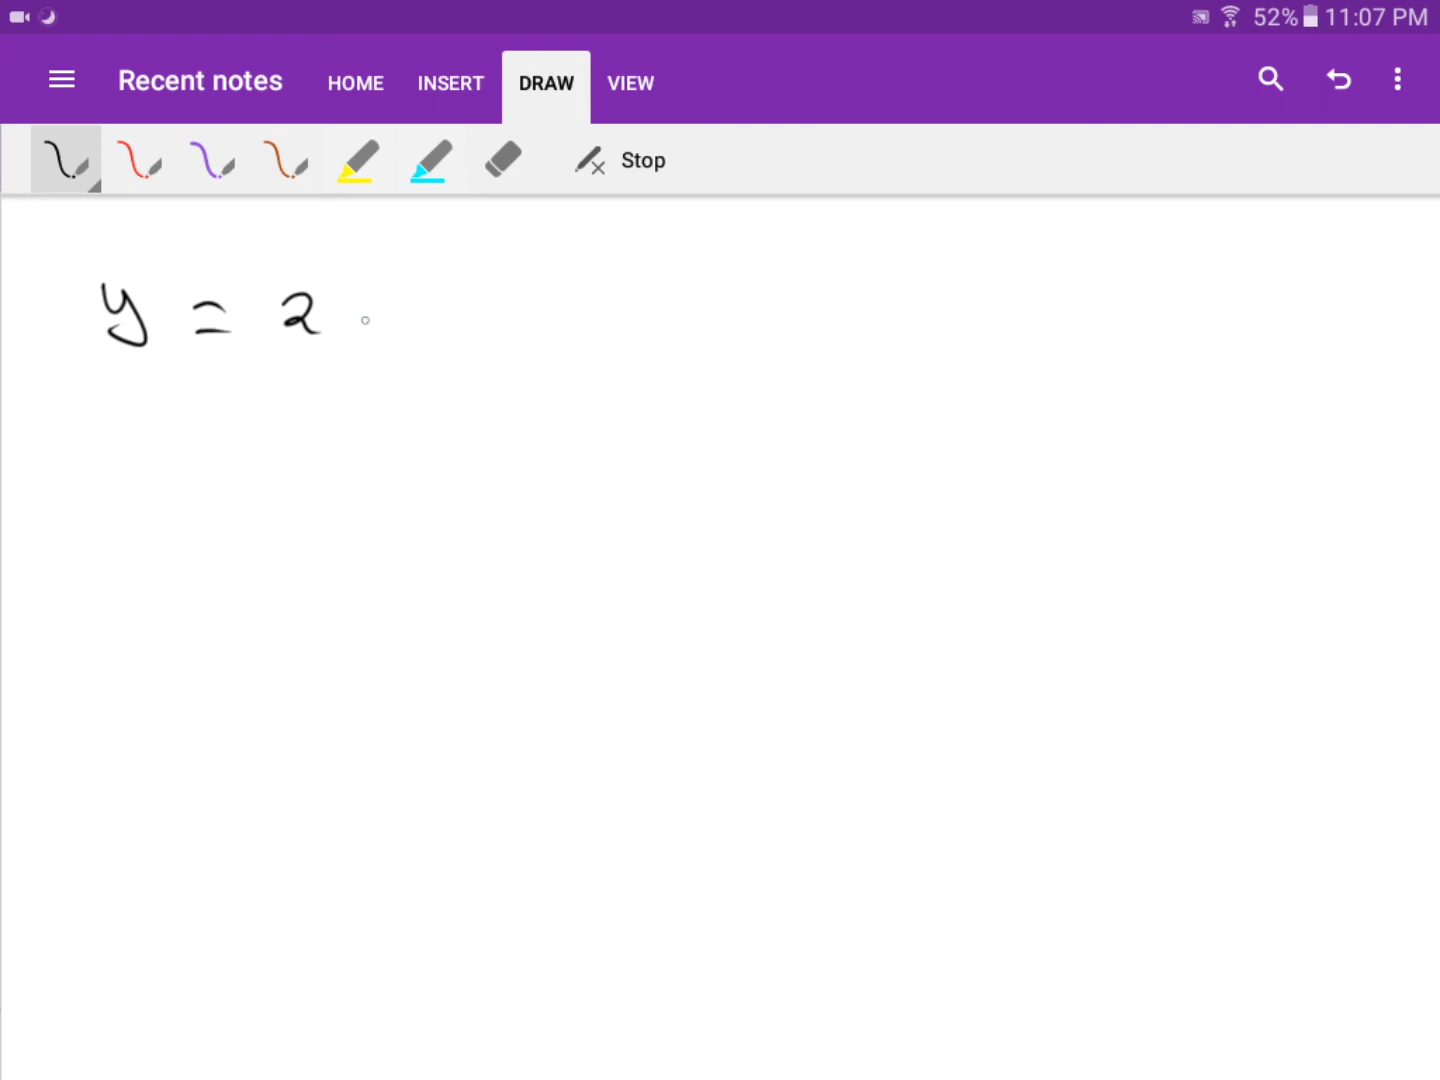 52% 11:07 PM
Recent notes HOME INSERT DRAW VIEW
Stop
y = 2